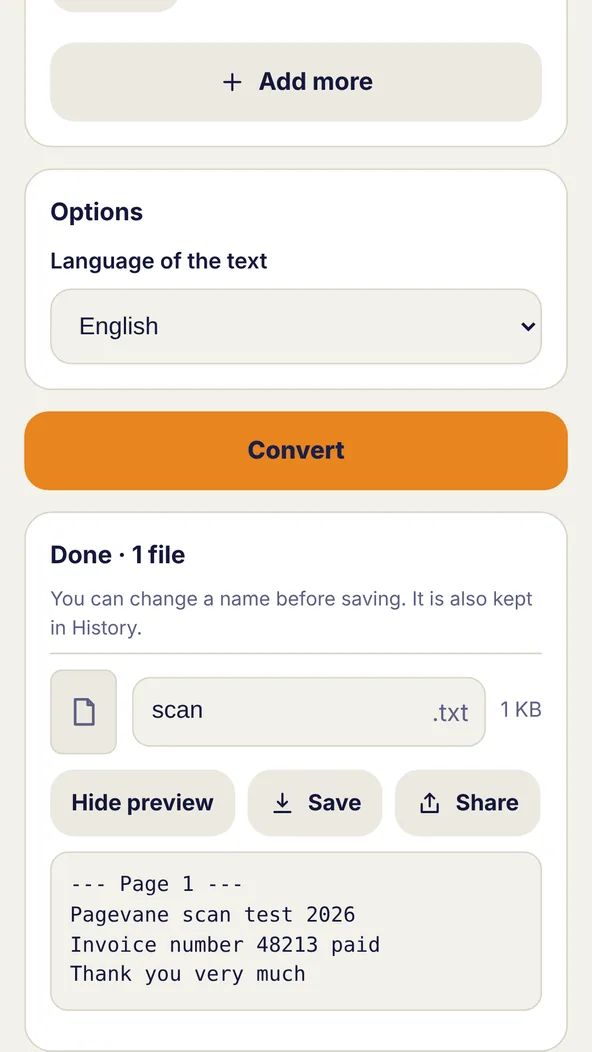 Add more
Options
Language of the text
English
Convert
Done · 1 file
You can change a name before saving. It is also kept
in History.
scan .txt 1 KB
Hide preview Save Share
--- Page 1 ---
Pagevane scan test 2026
Invoice number 48213 paid
Thank you very much